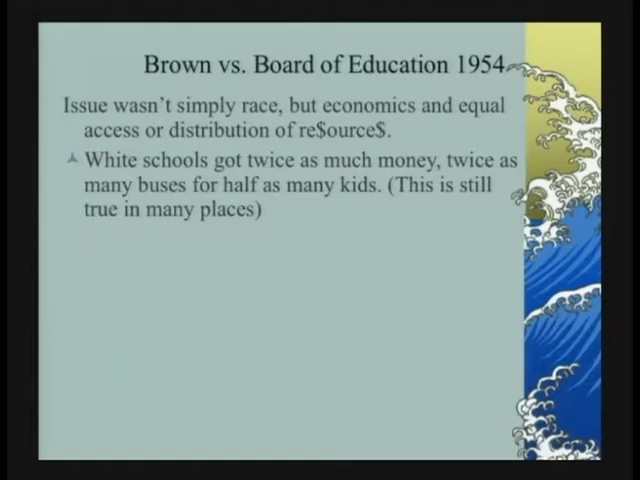 Brown vs. Board of Education 1954
Issue wasn't simply race, but economics and equal
access or distribution of re$ource$.
White schools got twice as much money, twice as
many buses for half as many kids. (This is still
true in many places)